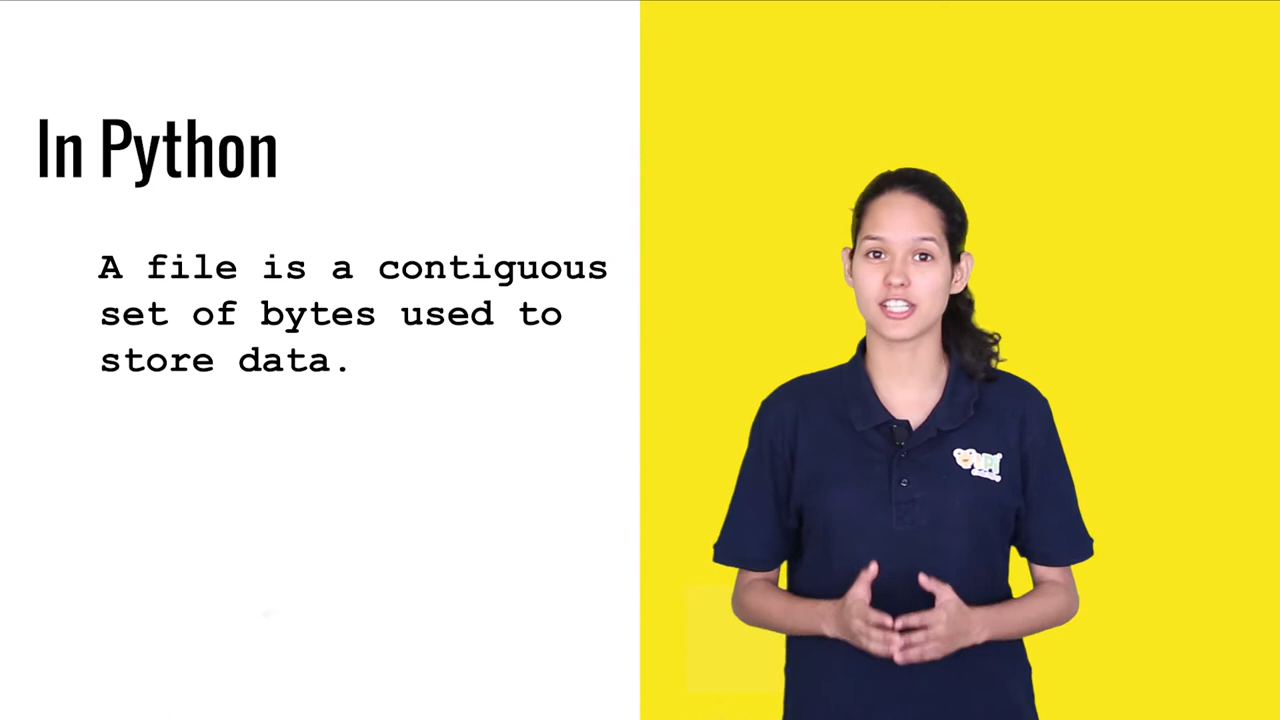 In Python
A file is a contiguous
set of bytes used to
store data.